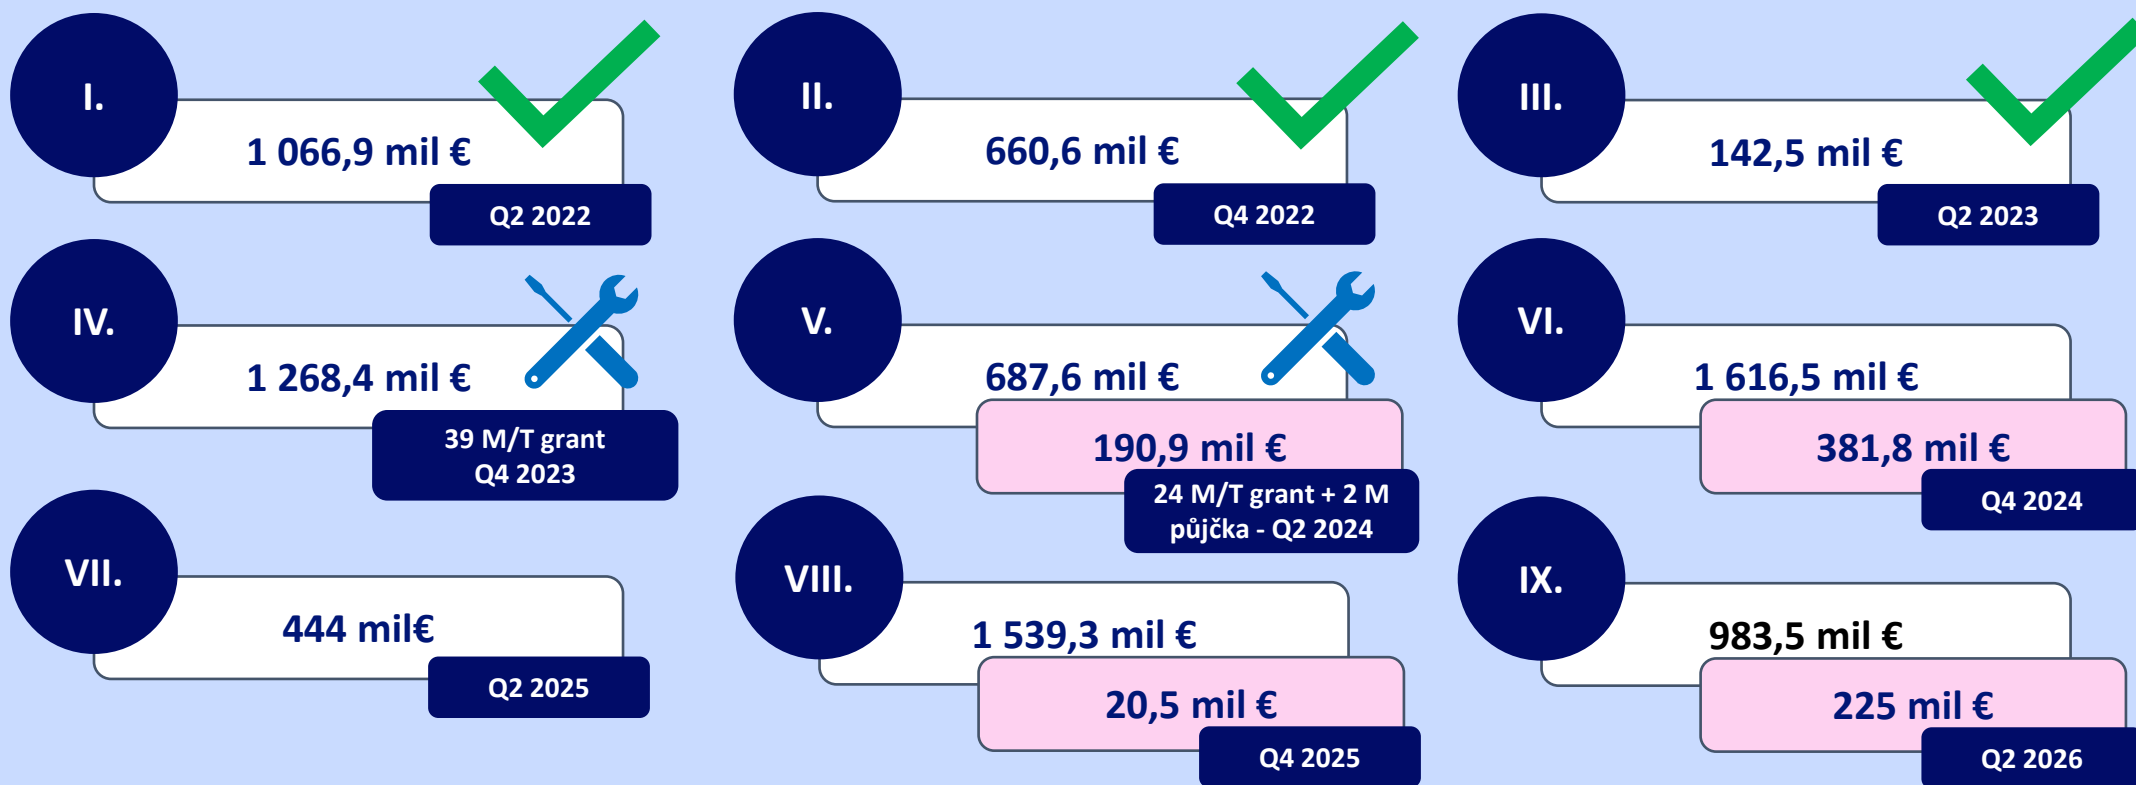 I.
1 066,9 mil €
Q2 2022
II.
660,6 mil €
Q4 2022
III.
142,5 mil €
Q2 2023
IV.
1 268,4 mil €
39 M/T grant
Q4 2023
V.
687,6 mil €
190,9 mil €
24 M/T grant + 2 M
půjčka - Q2 2024
VI.
1 616,5 mil €
381,8 mil €
Q4 2024
VII.
444 mil€
Q2 2025
VIII.
1 539,3 mil €
20,5 mil €
Q4 2025
IX.
983,5 mil €
225 mil €
Q2 2026